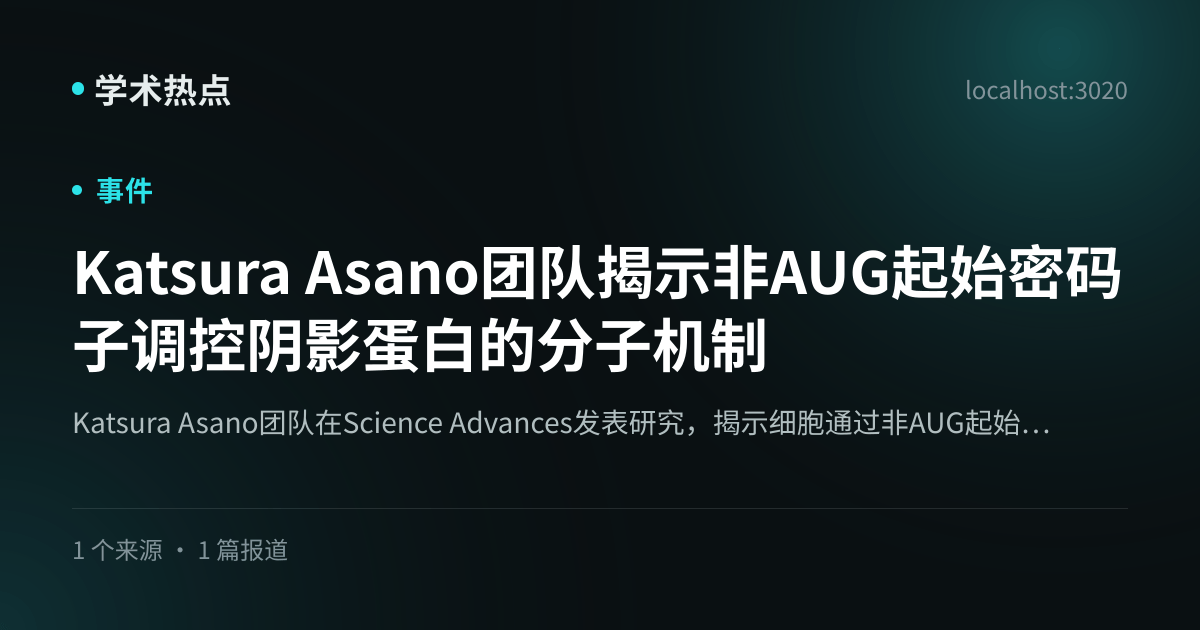 学术热点
localhost:3020
事件
Katsura Asano团队揭示非AUG起始密码
子调控阴影蛋白的分子机制
Katsura Asano团队在Science Advances发表研究，揭示细胞通过非AUG起始…
1 个来源 · 1 篇报道